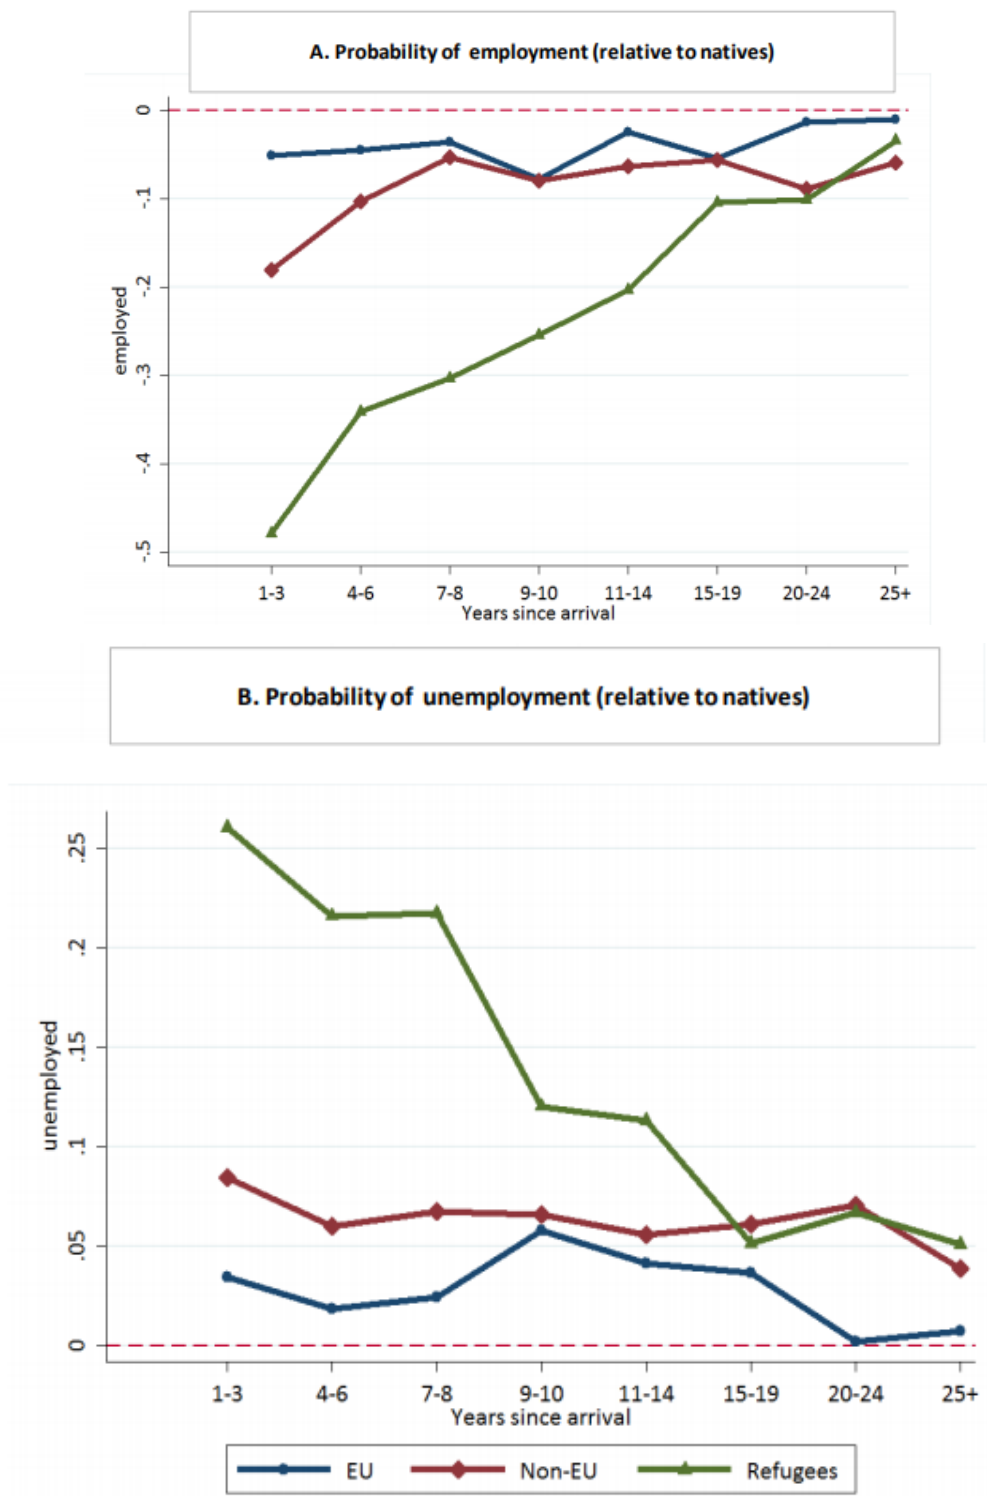 A. Probability of employment (relative to natives)
0
-.1
-.2
-.3
-.4
-.5
employed
1-3 4-6 7-8 9-10 11-14 15-19 20-24 25+
Years since arrival
B. Probability of unemployment (relative to natives)
.25
.2
.15
.1
.05
0
unemployed
1-3 4-6 7-8 9-10 11-14 15-19 20-24 25+
Years since arrival
EU Non-EU Refugees